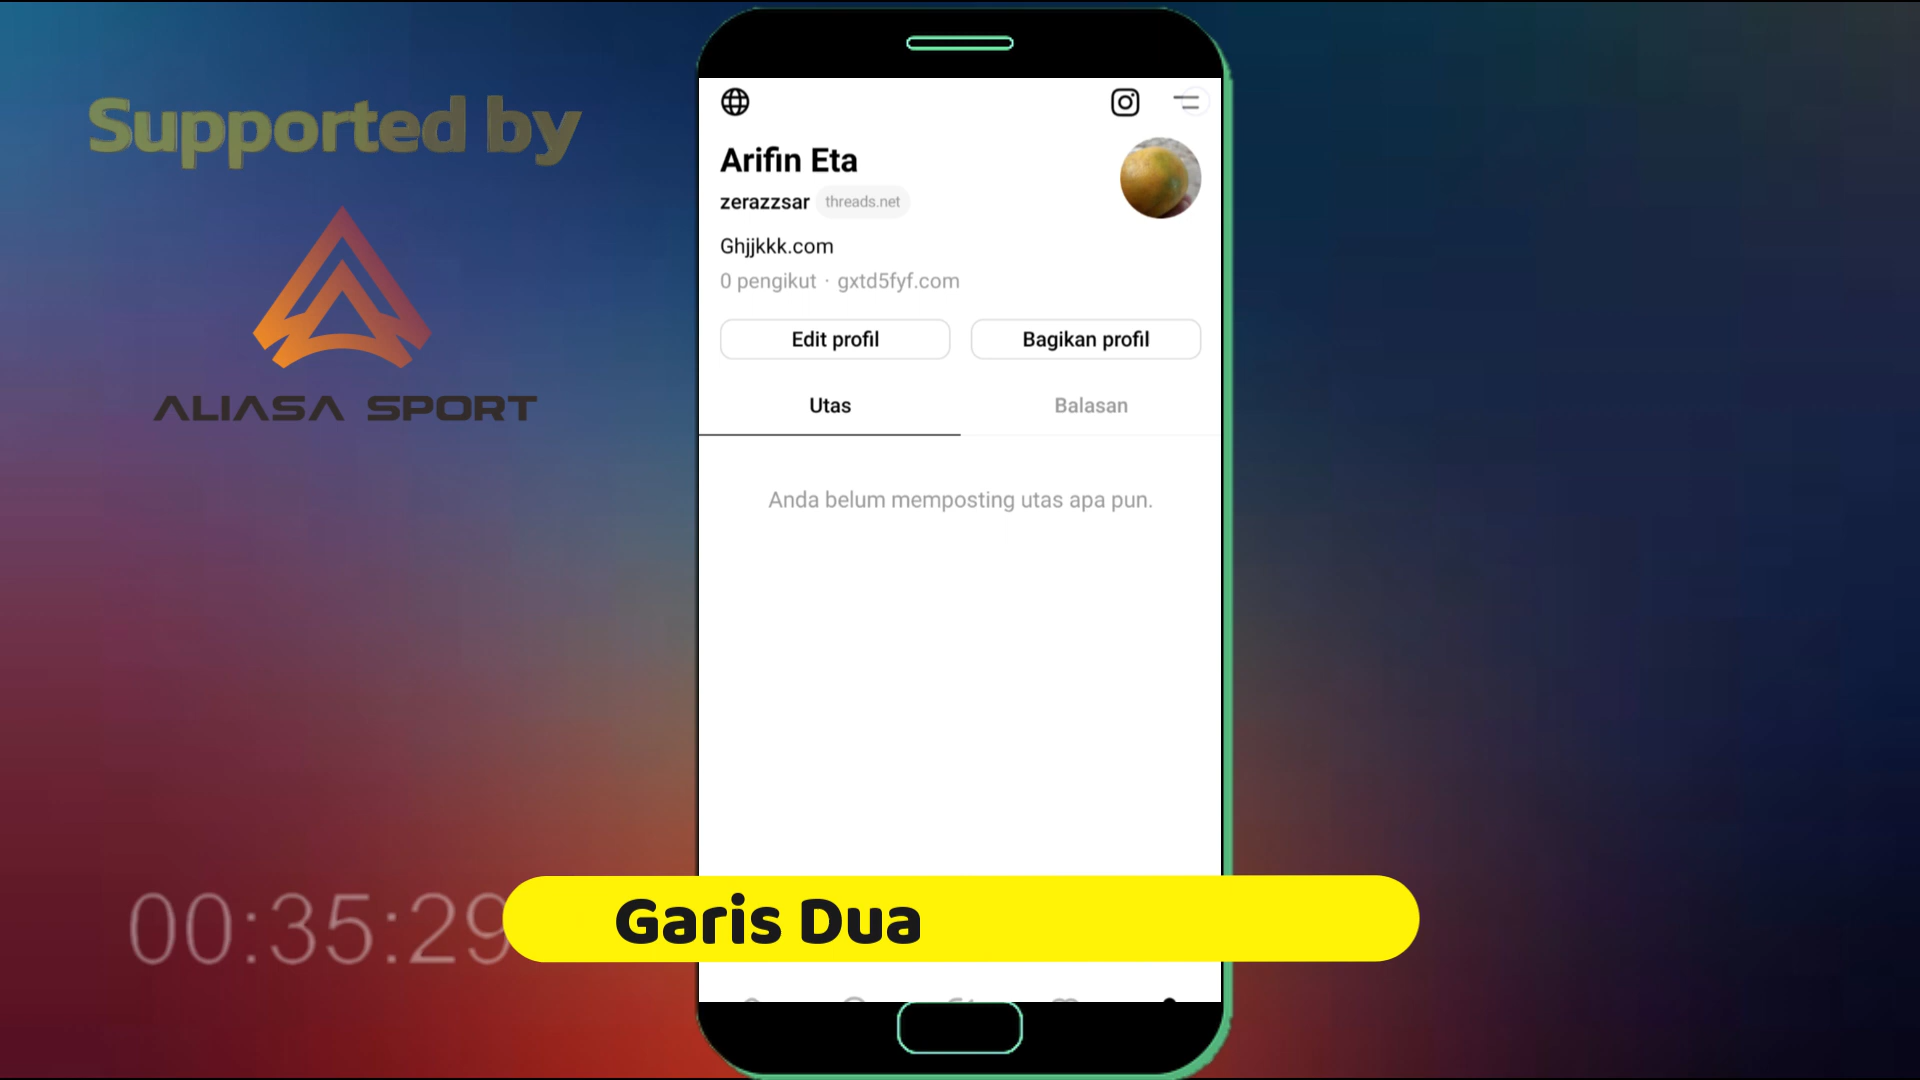 Supported by
ALIASA SPORT
Arifin Eta
zerazzsar threads.net
Ghjjkkk.com
0 pengikut · gxtd5fyf.com
Edit profil
Bagikan profil
Utas
Balasan
Anda belum memposting utas apa pun.
00:35:29
Garis Dua